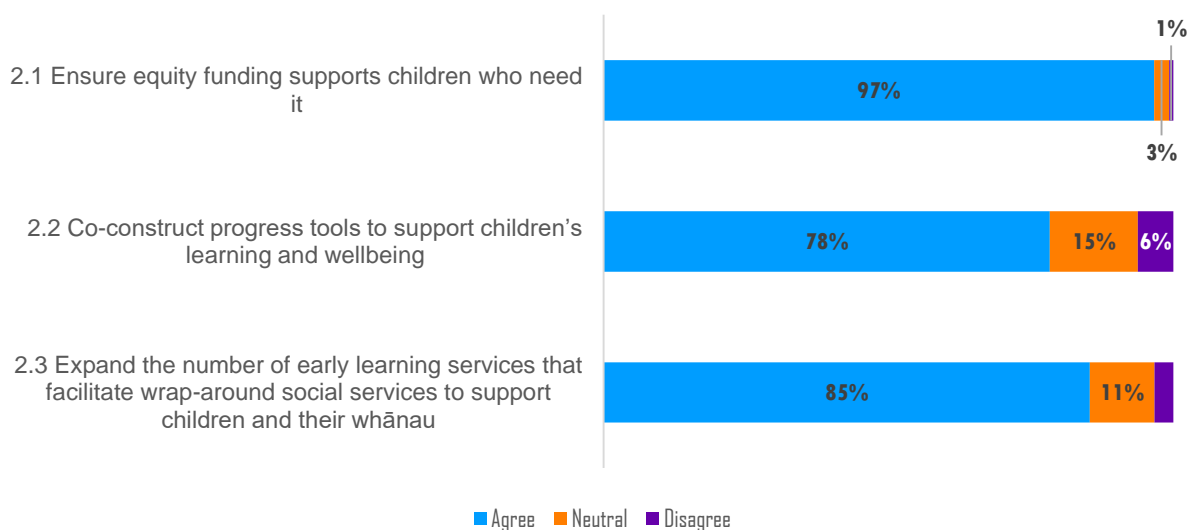 1%
2.1 Ensure equity funding supports children who need
it
97%
3%
2.2 Co-construct progress tools to support children’s
learning and wellbeing
78% 15% 6%
2.3 Expand the number of early learning services that
facilitate wrap-around social services to support
children and their whānau
85% 11%
Agree Neutral Disagree